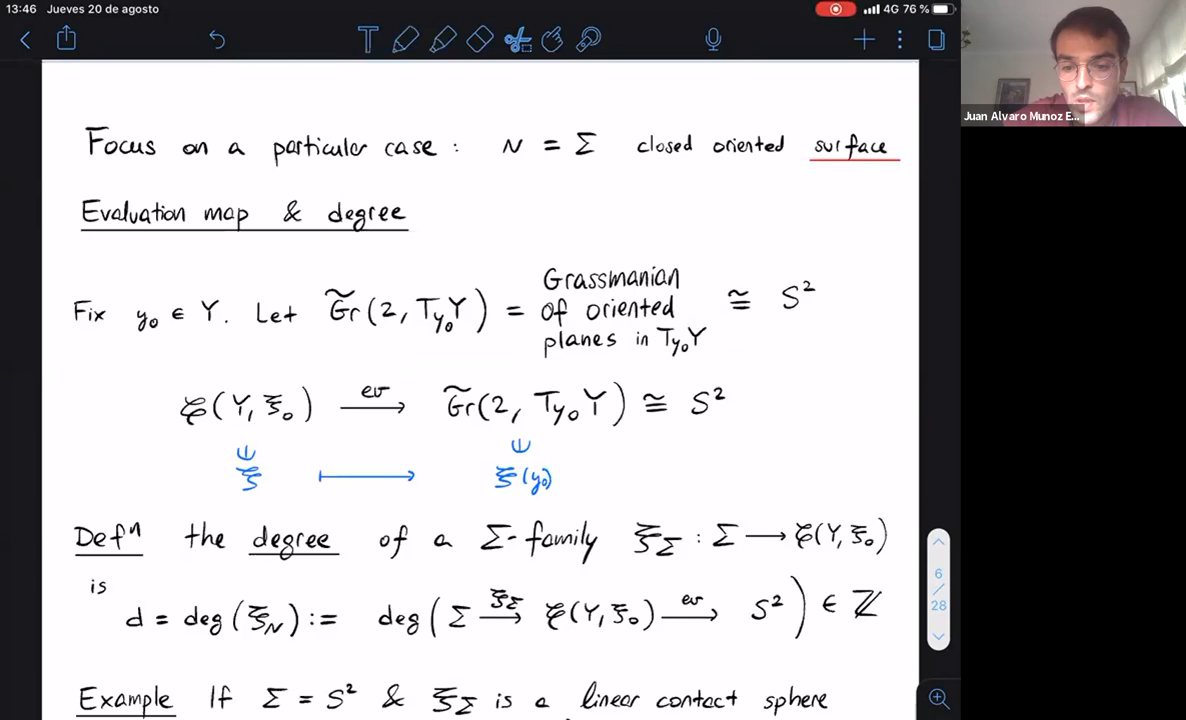 13:46 Jueves 20 de agosto
4G 76 %
Juan Alvaro Munoz E...
Focus on a particular case : N = Σ closed oriented surface
Evaluation map & degree
Fix y₀ ∈ Y. Let G̃r(2, T_{y₀}Y) = Grassmanian of oriented planes in T_{y₀}Y ≅ S²
𝒞(Y, ξ₀) ⟶^{ev} G̃r(2, T_{y₀}Y) ≅ S²
ξ ⟼ ξ(y₀)
Defⁿ the degree of a Σ-family ξ_Σ : Σ ⟶ 𝒞(Y, ξ₀)
is
d = deg(ξ_N) := deg(Σ ⟶^{ξ_Σ} 𝒞(Y, ξ₀) ⟶^{ev} S²) ∈ ℤ
Example If Σ = S² & ξ_Σ is a linear contact sphere
6 / 28